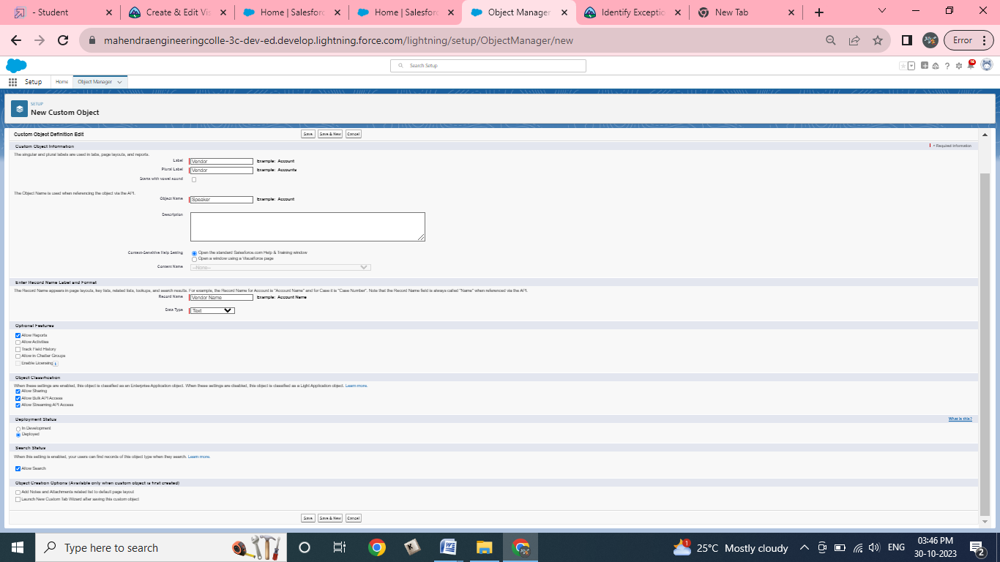 - Student
Create & Edit Vis
Home | Salesforc
Home | Salesforc
Object Manager
Identify Exceptio
New Tab
mahendraengineeringcolle-3c-dev-ed.develop.lightning.force.com/lightning/setup/ObjectManager/new
Error
Search Setup
Setup
Home
Object Manager
SETUP
New Custom Object
Custom Object Definition Edit
Save
Save & New
Cancel
Custom Object Information
= Required Information
The singular and plural labels are used in tabs, page layouts, and reports.
Label Vendor Example: Account
Plural Label Vendor Example: Accounts
Starts with vowel sound
The Object Name is used when referencing the object via the API.
Object Name Speaker Example: Account
Description
Context-Sensitive Help Setting Open the standard Salesforce.com Help & Training window
Open a window using a Visualforce page
Content Name --None--
Enter Record Name Label and Format
The Record Name appears in page layouts, key lists, related lists, lookups, and search results. For example, the Record Name for Account is "Account Name" and for Case it is "Case Number". Note that the Record Name field is always called "Name" when referenced via the API.
Record Name Vendor Name Example: Account Name
Data Type Text
Optional Features
Allow Reports
Allow Activities
Track Field History
Allow in Chatter Groups
Enable Licensing i
Object Classification
When these settings are enabled, this object is classified as an Enterprise Application object. When these settings are disabled, this object is classified as a Light Application object. Learn more.
Allow Sharing
Allow Bulk API Access
Allow Streaming API Access
Deployment Status
What is this?
In Development
Deployed
Search Status
When this setting is enabled, your users can find records of this object type when they search. Learn more.
Allow Search
Object Creation Options (Available only when custom object is first created)
Add Notes and Attachments related list to default page layout
Launch New Custom Tab Wizard after saving this custom object
Save
Save & New
Cancel
Type here to search
1
25°C Mostly cloudy
ENG
03:46 PM
30-10-2023
2